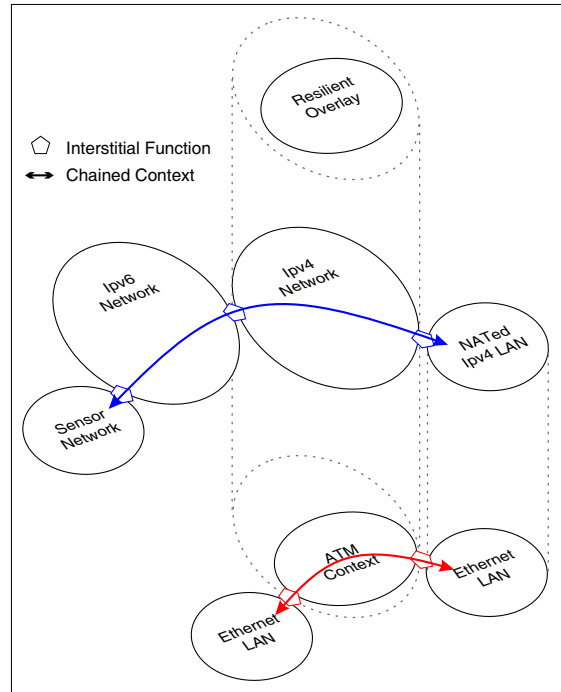 Resilient
Overlay
Interstitial Function
Chained Context
Ipv6
Network
Ipv4
Network
NATed
Ipv4 LAN
Sensor
Network
ATM
Context
Ethernet
LAN
Ethernet
LAN